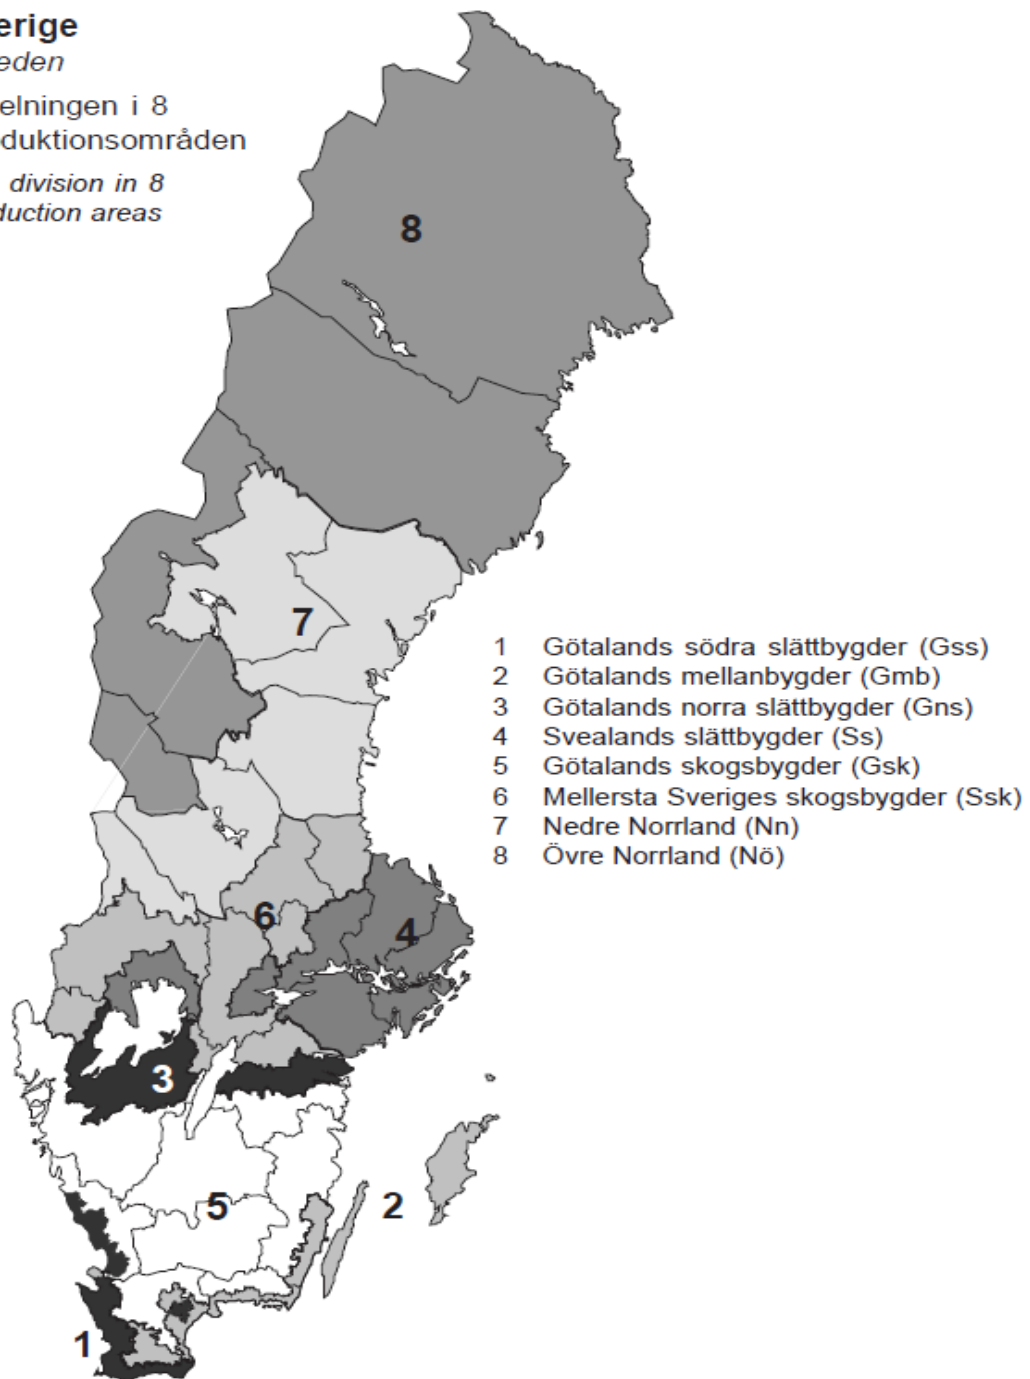 erige
eden
elningen i 8
duktionsområden
division in 8
duction areas
8
7
1 Götalands södra slättbygder (Gss)
2 Götalands mellanbygder (Gmb)
3 Götalands norra slättbygder (Gns)
4 Svealands slättbygder (Ss)
5 Götalands skogsbygder (Gsk)
6 Mellersta Sveriges skogsbygder (Ssk)
7 Nedre Norrland (Nn)
8 Övre Norrland (Nö)
6
4
3
5
2
1